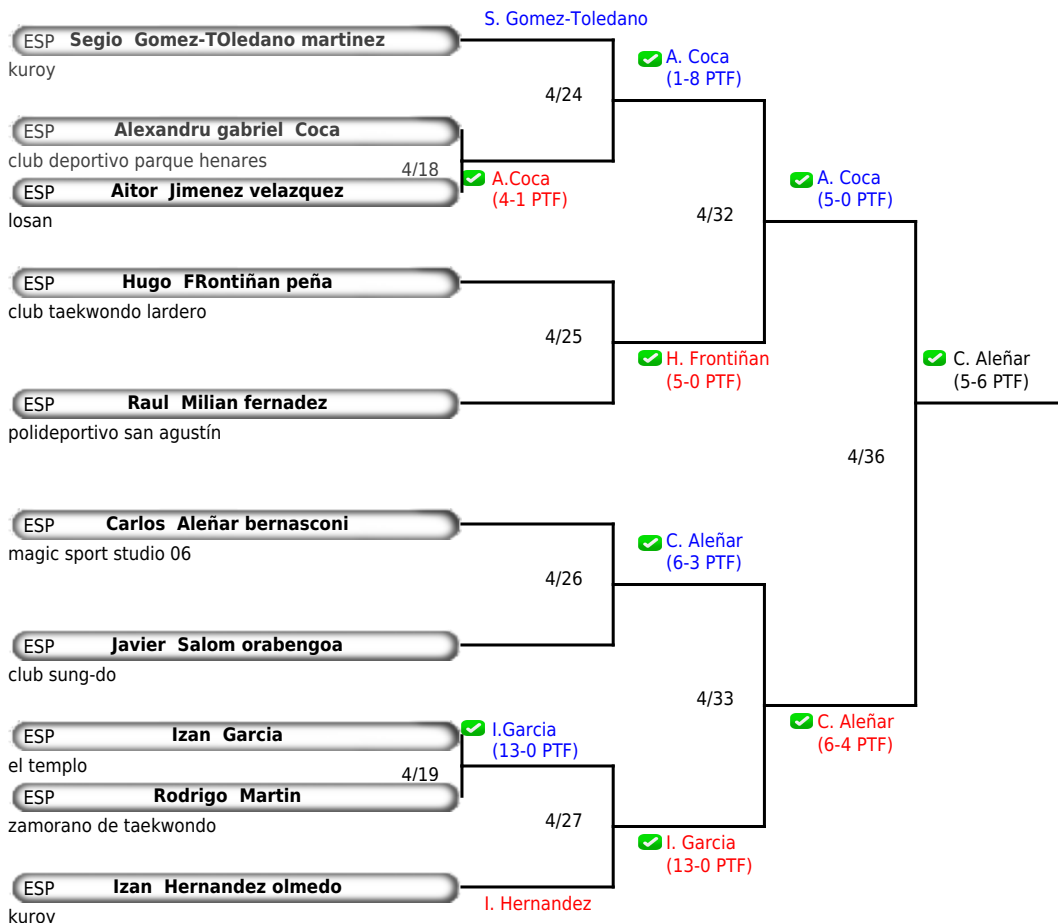 S. Gomez-Toledano
ESP Segio Gomez-TOledano martinez
kuroy
A. Coca
(1-8 PTF)
4/24
ESP Alexandru gabriel Coca
club deportivo parque henares
4/18
A.Coca
(4-1 PTF)
ESP Aitor Jimenez velazquez
losan
A. Coca
(5-0 PTF)
4/32
ESP Hugo FRontiñan peña
club taekwondo lardero
4/25
H. Frontiñan
(5-0 PTF)
C. Aleñar
(5-6 PTF)
ESP Raul Milian fernadez
polideportivo san agustín
4/36
ESP Carlos Aleñar bernasconi
magic sport studio 06
C. Aleñar
(6-3 PTF)
4/26
ESP Javier Salom orabengoa
club sung-do
4/33
C. Aleñar
(6-4 PTF)
ESP Izan Garcia
el templo
I.Garcia
(13-0 PTF)
4/19
ESP Rodrigo Martin
zamorano de taekwondo
4/27
I. Garcia
(13-0 PTF)
ESP Izan Hernandez olmedo
kuroy
I. Hernandez